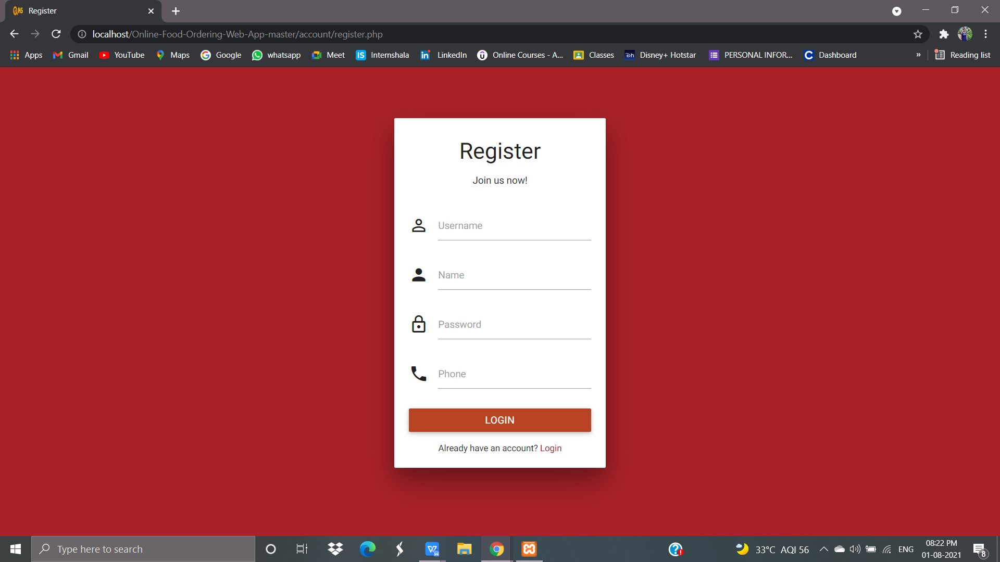 Register
localhost/Online-Food-Ordering-Web-App-master/account/register.php
Apps Gmail YouTube Maps Google whatsapp Meet Internshala LinkedIn Online Courses - A... Classes Disney+ Hotstar PERSONAL INFOR... Dashboard » Reading list
Register
Join us now!
Username
Name
Password
Phone
LOGIN
Already have an account? Login
Type here to search
33°C AQI 56
ENG
08:22 PM
01-08-2021
8